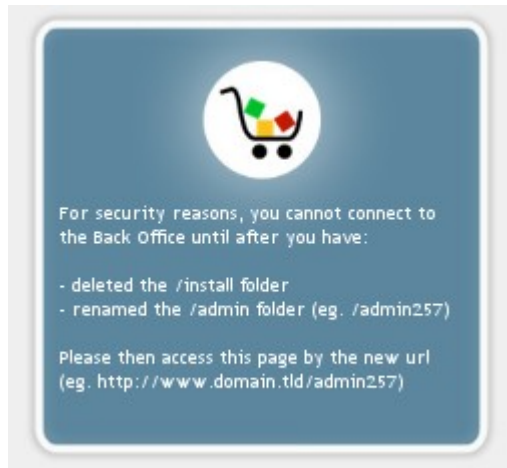 For security reasons, you cannot connect to
the Back Office until after you have:
- deleted the /install folder
- renamed the /admin folder (eg. /admin257)
Please then access this page by the new url
(eg. http://www.domain.tld/admin257)